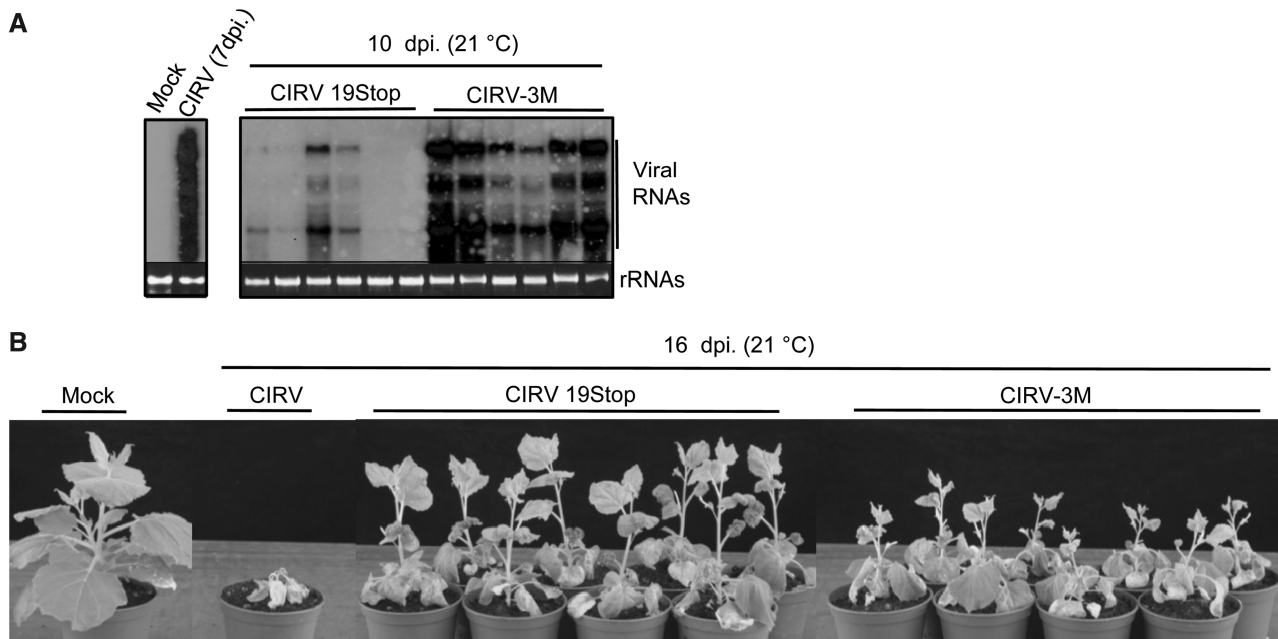 A
Mock
CIRV (7dpi.)
10 dpi. (21 °C)
CIRV 19Stop
CIRV-3M
Viral
RNAs
rRNAs
B
16 dpi. (21 °C)
Mock
CIRV
CIRV 19Stop
CIRV-3M